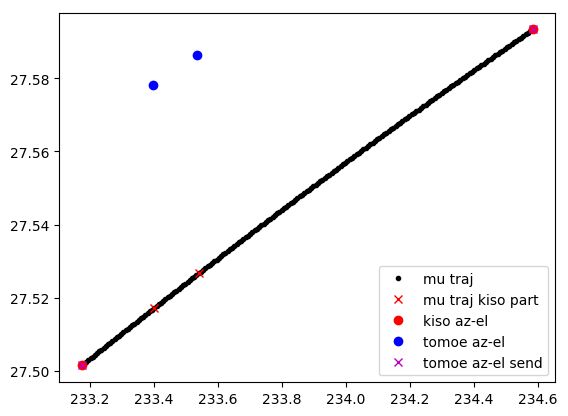 27.58
27.56
27.54
27.52
27.50
mu traj
mu traj kiso part
kiso az-el
tomoe az-el
tomoe az-el send
233.2 233.4 233.6 233.8 234.0 234.2 234.4 234.6